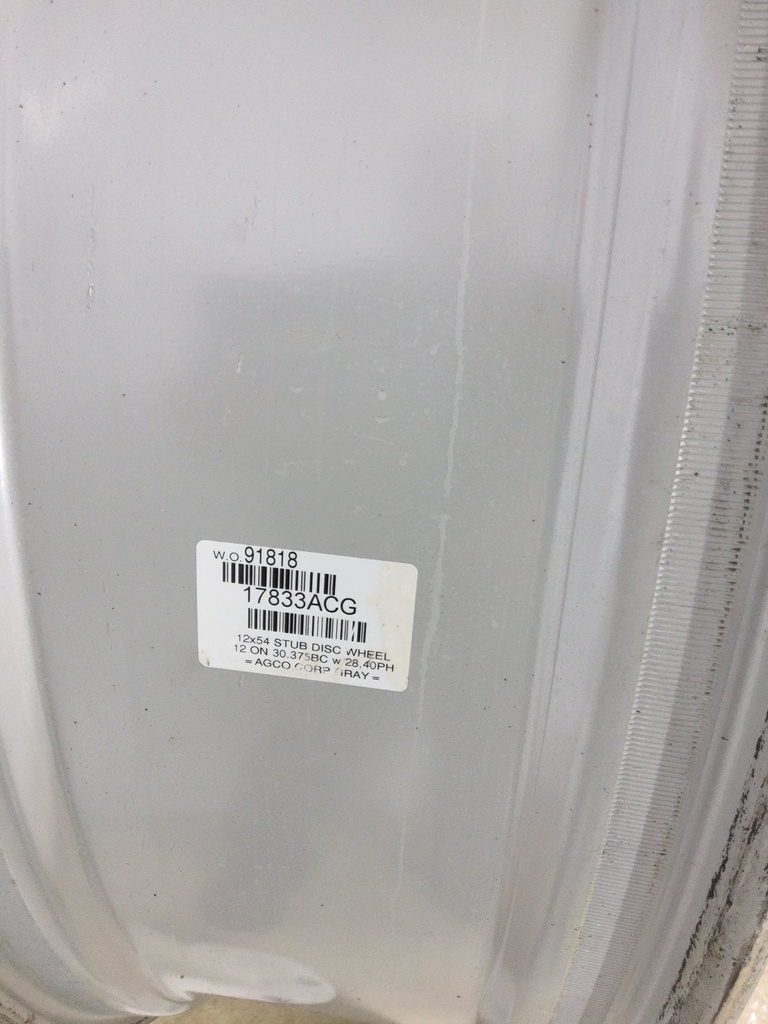 W.O. 91818
17833ACG
12x54 STUB DISC WHEEL
12 ON 30.375BC w 28,40PH
= AGCO CORP GRAY =